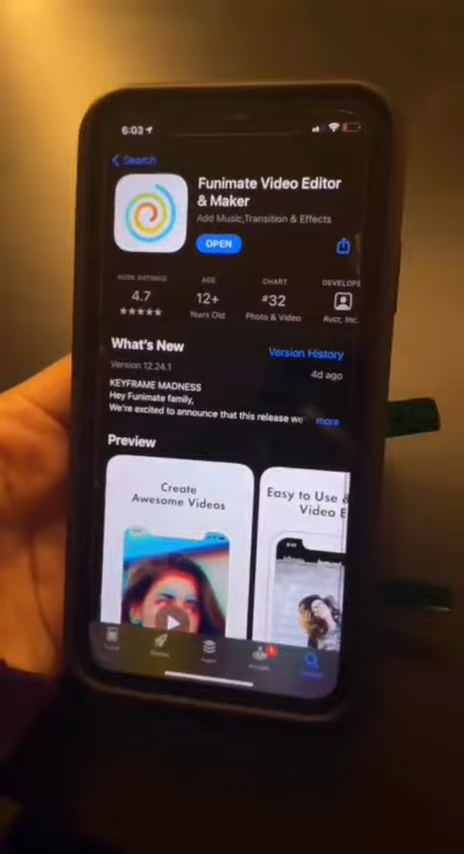 6:03
Search
Funimate Video Editor
& Maker
Add Music,Transition & Effects
OPEN
RATINGS
AGE
CHART
DEVELOPE
4.7
12+
#32
Years Old
Photo & Video
Avcr, Inc.
What's New
Version History
Version 12.24.1
4d ago
KEYFRAME MADNESS
Hey Funimate family,
We're excited to announce that this release we
more
Preview
Create
Awesome Videos
Easy to Use &
Video E